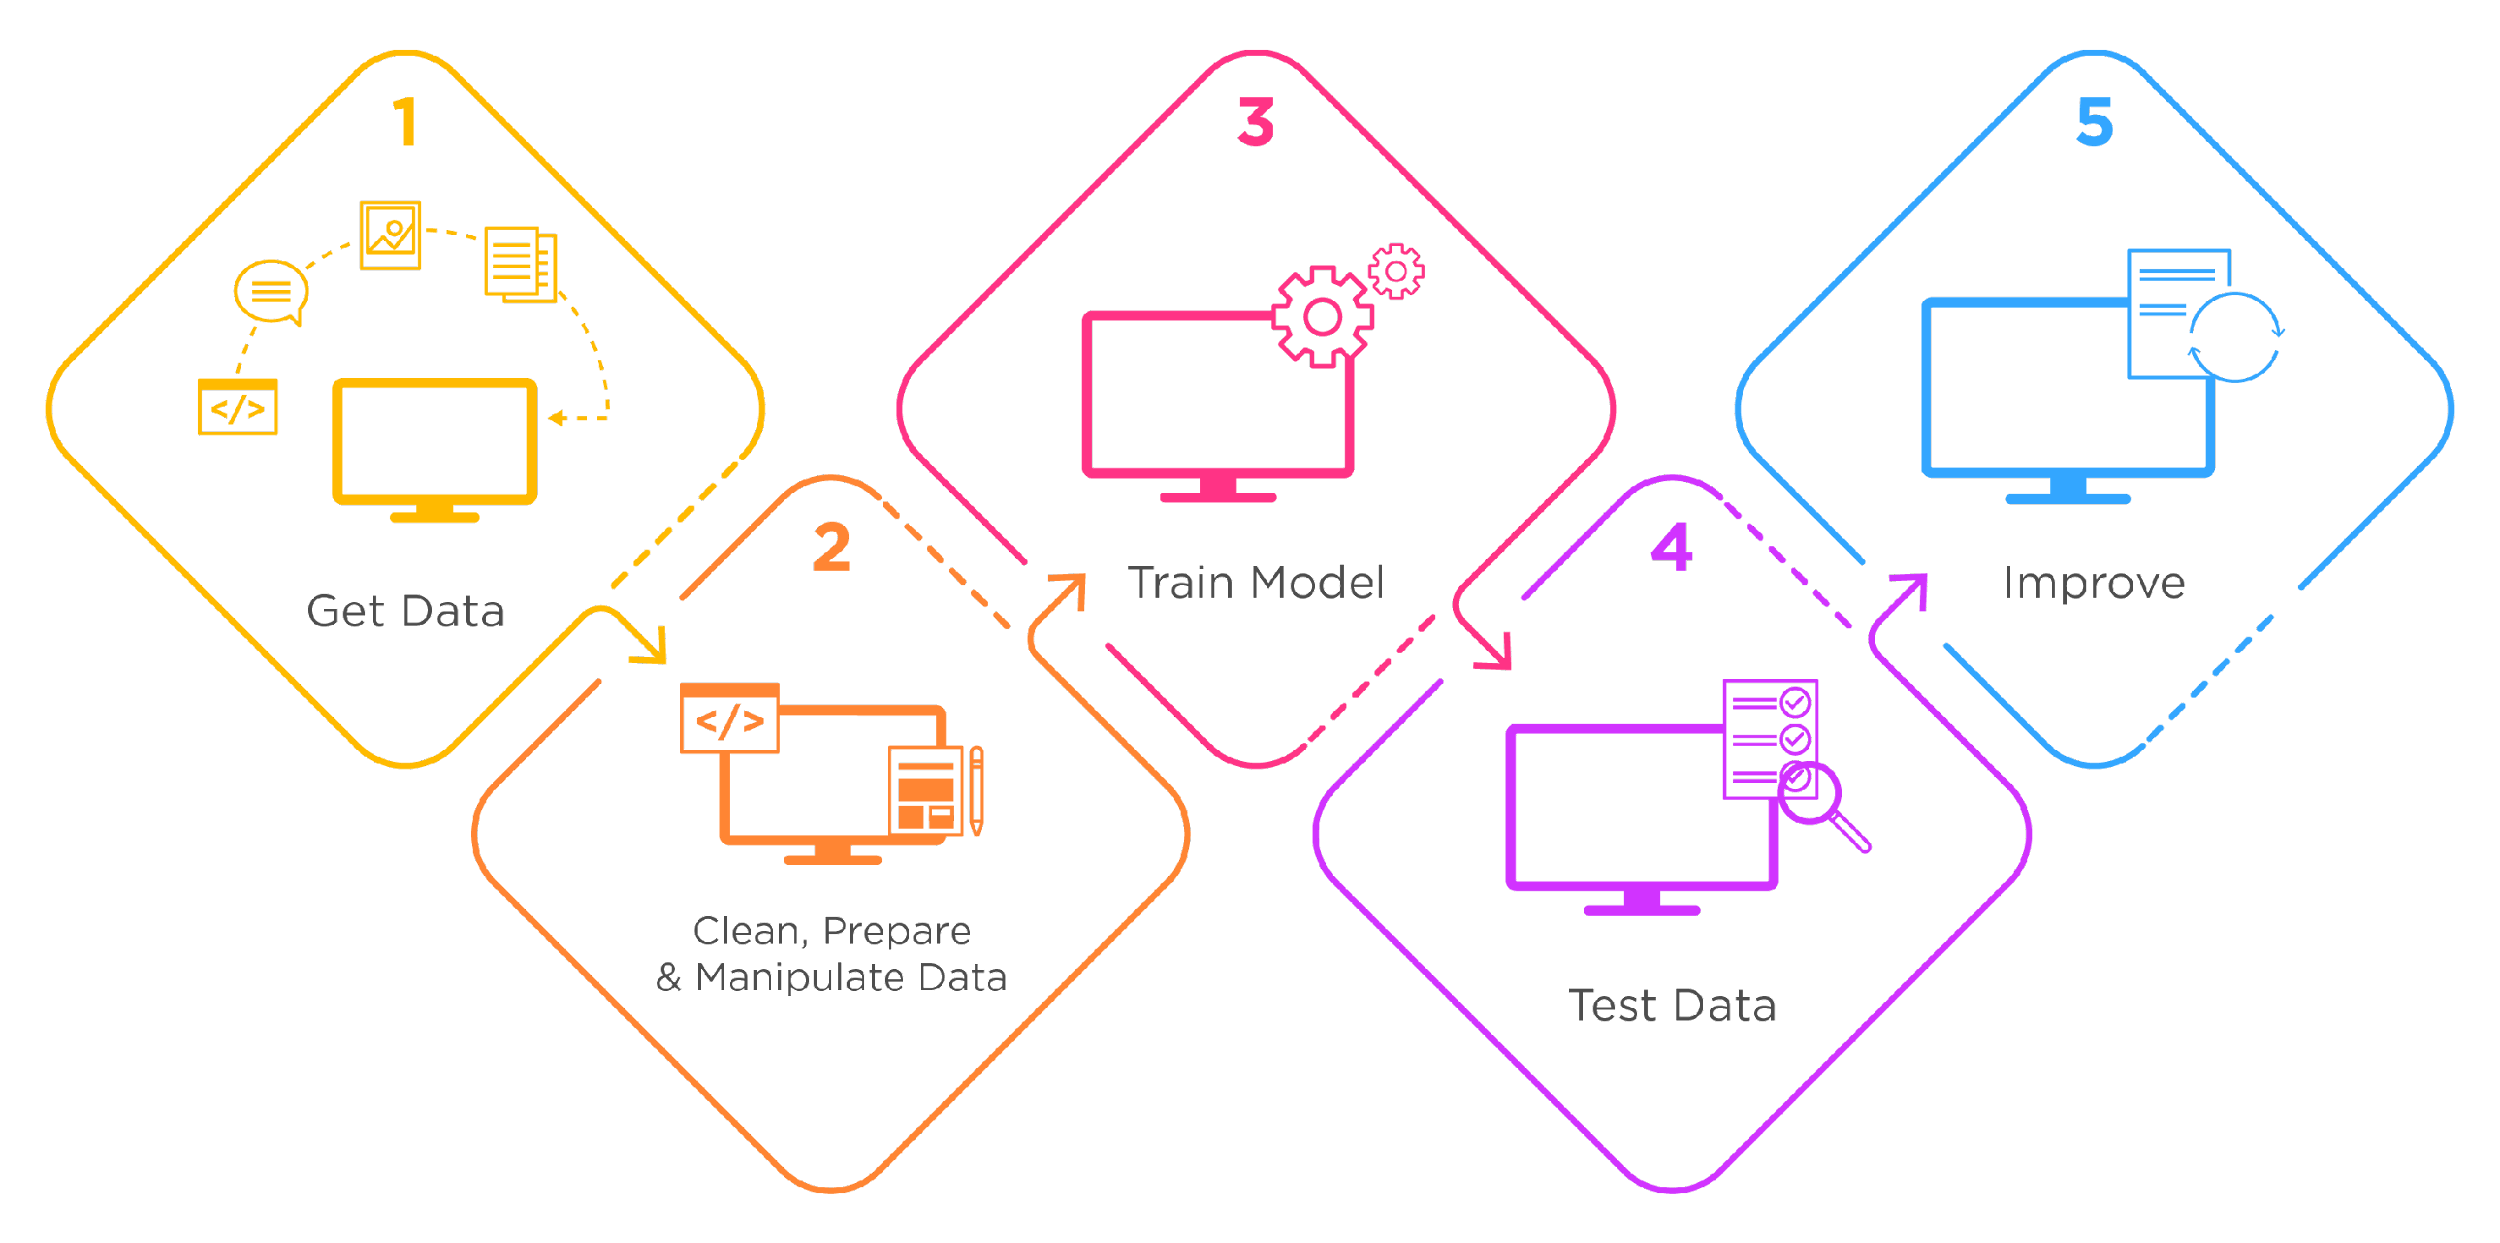 1
Get Data
2
Clean, Prepare
& Manipulate Data
3
Train Model
4
Test Data
5
Improve